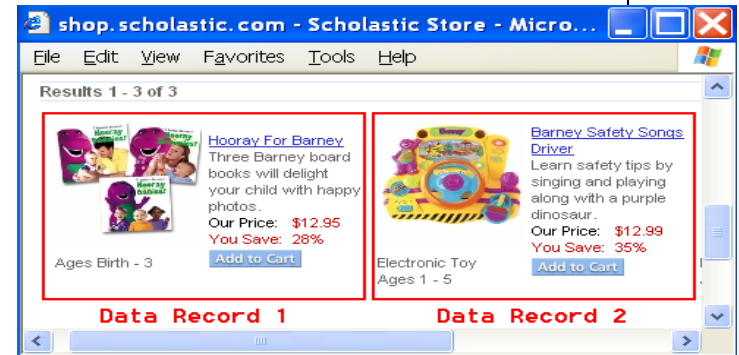 shop.scholastic.com - Scholastic Store - Micro...
File Edit View Favorites Tools Help
Results 1 - 3 of 3
Hooray For Barney
Three Barney board
books will delight
your child with happy
photos.
Our Price: $12.95
You Save: 28%
Add to Cart
Ages Birth - 3
Barney Safety Songs
Driver
Learn safety tips by
singing and playing
along with a purple
dinosaur.
Our Price: $12.99
You Save: 35%
Add to Cart
Electronic Toy
Ages 1 - 5
Data Record 1
Data Record 2